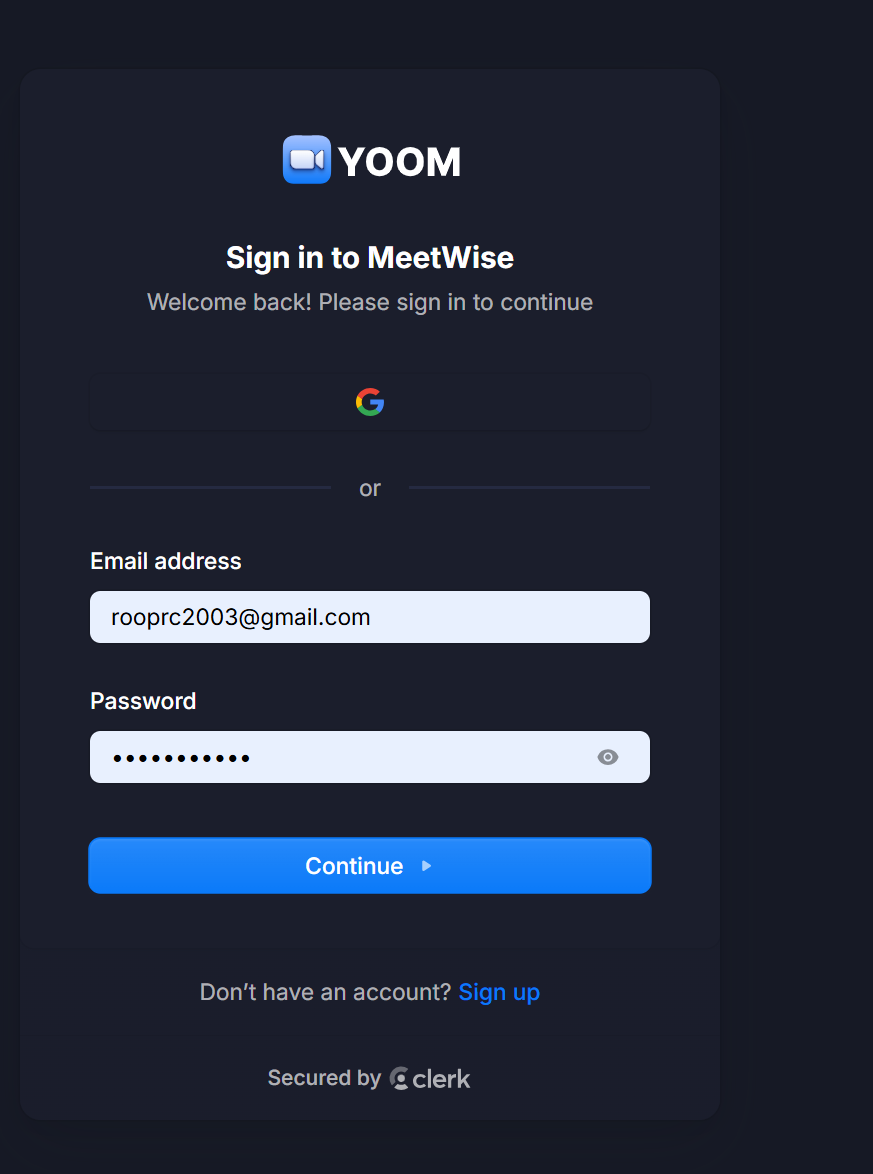 YOOM
Sign in to MeetWise
Welcome back! Please sign in to continue
or
Email address
rooprc2003@gmail.com
Password
•••••••••••
Continue
Don’t have an account? Sign up
Secured by clerk